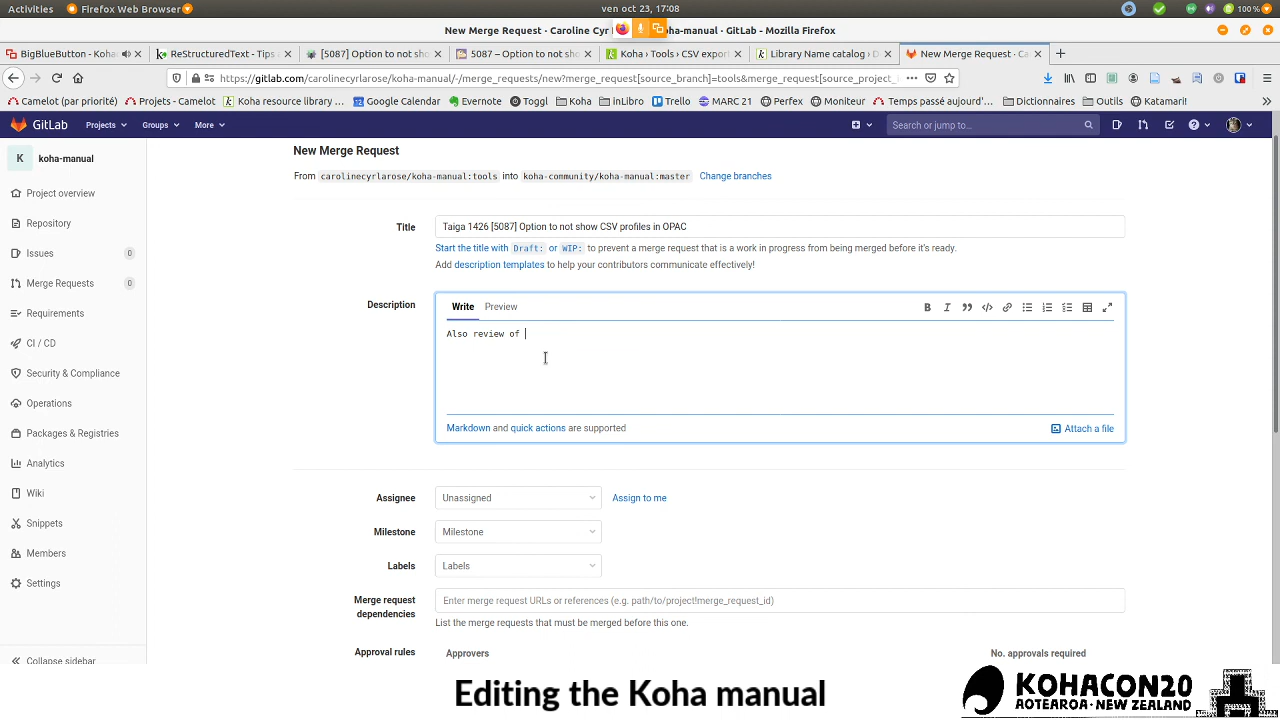 Activities
Firefox Web Browser
ven oct 23, 17:08
100 %
New Merge Request · Caroline Cyr
ha-manual · GitLab - Mozilla Firefox
BigBlueButton - Koha
ReStructuredText - Tips
[5087] Option to not sho
5087 – Option to not sho
Koha › Tools › CSV expor
Library Name catalog › D
New Merge Request · Ca
https://gitlab.com/carolinecyrlarose/koha-manual/-/merge_requests/new?merge_request[source_branch]=tools&merge_request[source_project_
Camelot (par priorité)
Projets - Camelot
Koha resource library ...
Google Calendar
Evernote
Toggl
Koha
inLibro
Trello
MARC 21
Perfex
Moniteur
Temps passé aujourd'...
Dictionnaires
Outils
Katamari!
GitLab
Projects
Groups
More
Search or jump to...
K
koha-manual
Project overview
Repository
Issues
0
Merge Requests
0
Requirements
CI / CD
Security & Compliance
Operations
Packages & Registries
Analytics
Wiki
Snippets
Members
Settings
Collapse sidebar
New Merge Request
From carolinecyrlarose/koha-manual:tools into koha-community/koha-manual:master Change branches
Title
Taiga 1426 [5087] Option to not show CSV profiles in OPAC
Start the title with Draft: or WIP: to prevent a merge request that is a work in progress from being merged before it's ready.
Add description templates to help your contributors communicate effectively!
Description
Write
Preview
Also review of
Markdown and quick actions are supported
Attach a file
Assignee
Unassigned
Assign to me
Milestone
Milestone
Labels
Labels
Merge request
dependencies
Enter merge request URLs or references (e.g. path/to/project!merge_request_id)
List the merge requests that must be merged before this one.
Approval rules
Approvers
No. approvals required
Editing the Koha manual
KOHACON20
AOTEAROA · NEW ZEALAND